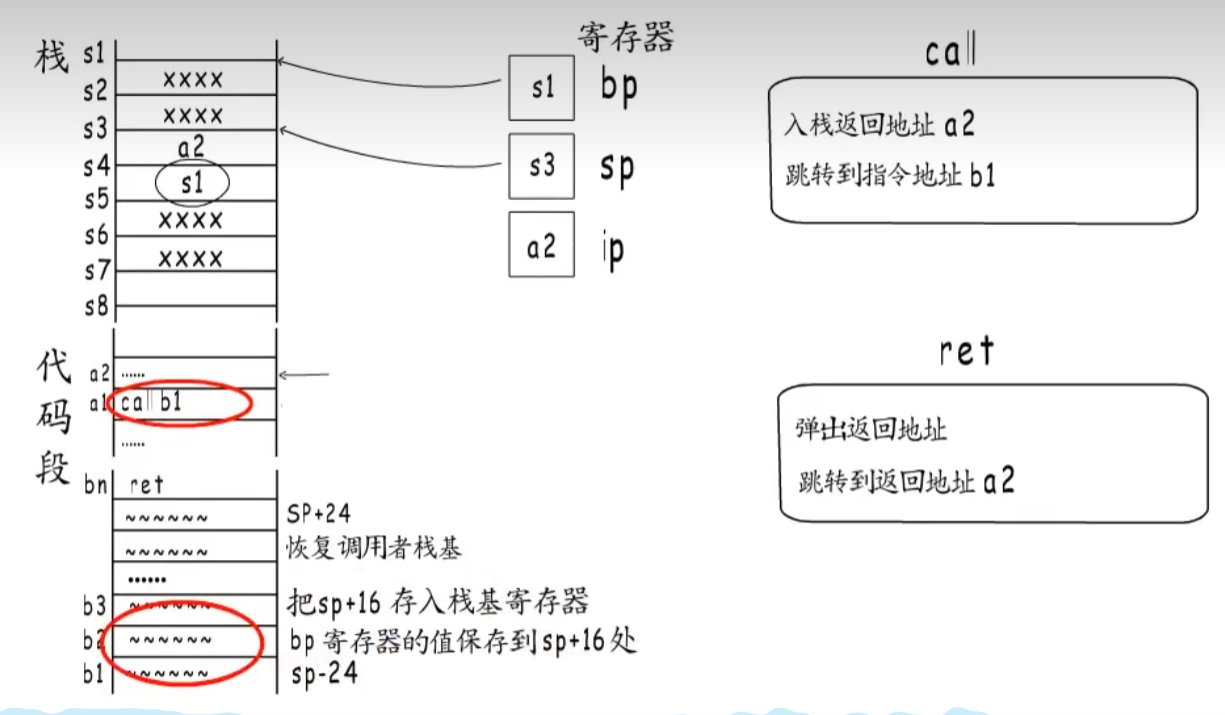 栈
s1
s2
xxxx
s3
xxxx
s4
a2
s5
s1
s6
xxxx
s7
xxxx
s8
寄存器
s1 bp
s3 sp
a2 ip
call
入栈返回地址 a2
跳转到指令地址 b1
代码段
a2 ......
a1 call b1
......
bn ret
~~~~~~ SP+24
~~~~~~ 恢复调用者栈基
......
b3 ~~~~~~ 把sp+16 存入栈基寄存器
b2 ~~~~~~ bp 寄存器的值保存到sp+16处
b1 ~~~~~~ sp-24
ret
弹出返回地址
跳转到返回地址 a2